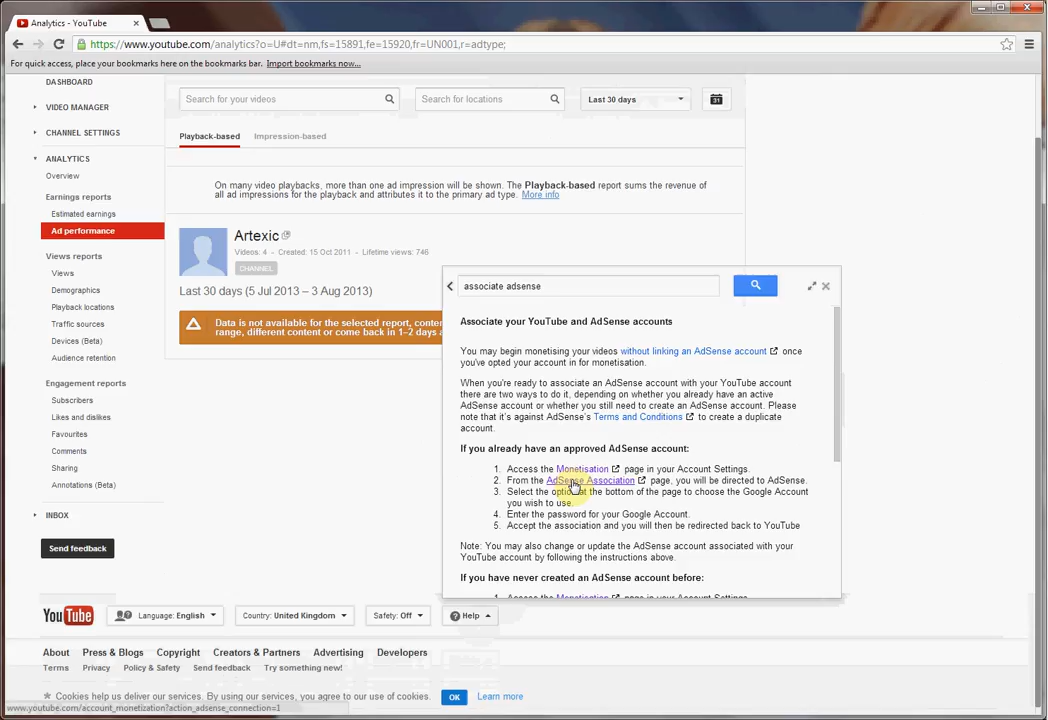 Analytics - YouTube
https://www.youtube.com/analytics?o=U#dt=nm,fs=15891,fe=15920,fr=UN001,r=adtype;
For quick access, place your bookmarks here on the bookmarks bar. Import bookmarks now...
DASHBOARD
VIDEO MANAGER
CHANNEL SETTINGS
ANALYTICS
Overview
Earnings reports
Estimated earnings
Ad performance
Views reports
Views
Demographics
Playback locations
Traffic sources
Devices (Beta)
Audience retention
Engagement reports
Subscribers
Likes and dislikes
Favourites
Comments
Sharing
Annotations (Beta)
INBOX
Send feedback
Search for your videos
Search for locations
Last 30 days
31
Playback-based
Impression-based
On many video playbacks, more than one ad impression will be shown. The Playback-based report sums the revenue of
all ad impressions for the playback and attributes it to the primary ad type. More info
Artexic
Videos: 4 - Created: 15 Oct 2011 - Lifetime views: 746
CHANNEL
Last 30 days (5 Jul 2013 – 3 Aug 2013)
Data is not available for the selected report, conten
range, different content or come back in 1–2 days a
associate adsense
Associate your YouTube and AdSense accounts
You may begin monetising your videos without linking an AdSense account once
you've opted your account in for monetisation.
When you're ready to associate an AdSense account with your YouTube account
there are two ways to do it, depending on whether you already have an active
AdSense account or whether you still need to create an AdSense account. Please
note that it's against AdSense's Terms and Conditions to create a duplicate
account.
If you already have an approved AdSense account:
1. Access the Monetisation page in your Account Settings.
2. From the AdSense Association page, you will be directed to AdSense.
3. Select the option at the bottom of the page to choose the Google Account
you wish to use.
4. Enter the password for your Google Account.
5. Accept the association and you will then be redirected back to YouTube
Note: You may also change or update the AdSense account associated with your
YouTube account by following the instructions above.
If you have never created an AdSense account before:
1. Access the Monetisation page in your Account Settings.
YouTube
Language: English
Country: United Kingdom
Safety: Off
Help
About Press & Blogs Copyright Creators & Partners Advertising Developers
Terms Privacy Policy & Safety Send feedback Try something new!
* Cookies help us deliver our services. By using our services, you agree to our use of cookies. OK Learn more
www.youtube.com/account_monetization?action_adsense_connection=1